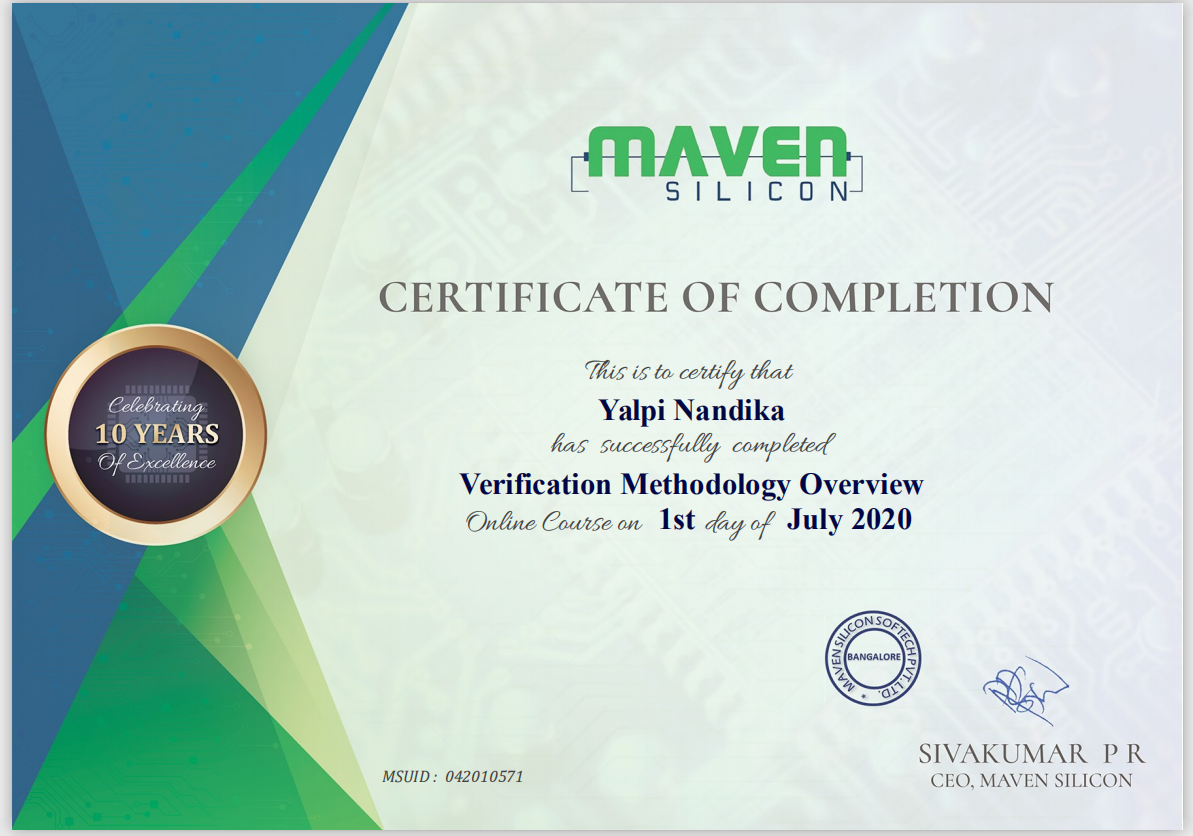 MAVEN
SILICON
CERTIFICATE OF COMPLETION
This is to certify that
Yalpi Nandika
has successfully completed
Verification Methodology Overview
Online Course on 1st day of July 2020
Celebrating
10 YEARS
Of Excellence
MAVEN SILICON SOFTECH PVT. LTD.
BANGALORE
SIVAKUMAR P R
CEO, MAVEN SILICON
MSUID : 042010571